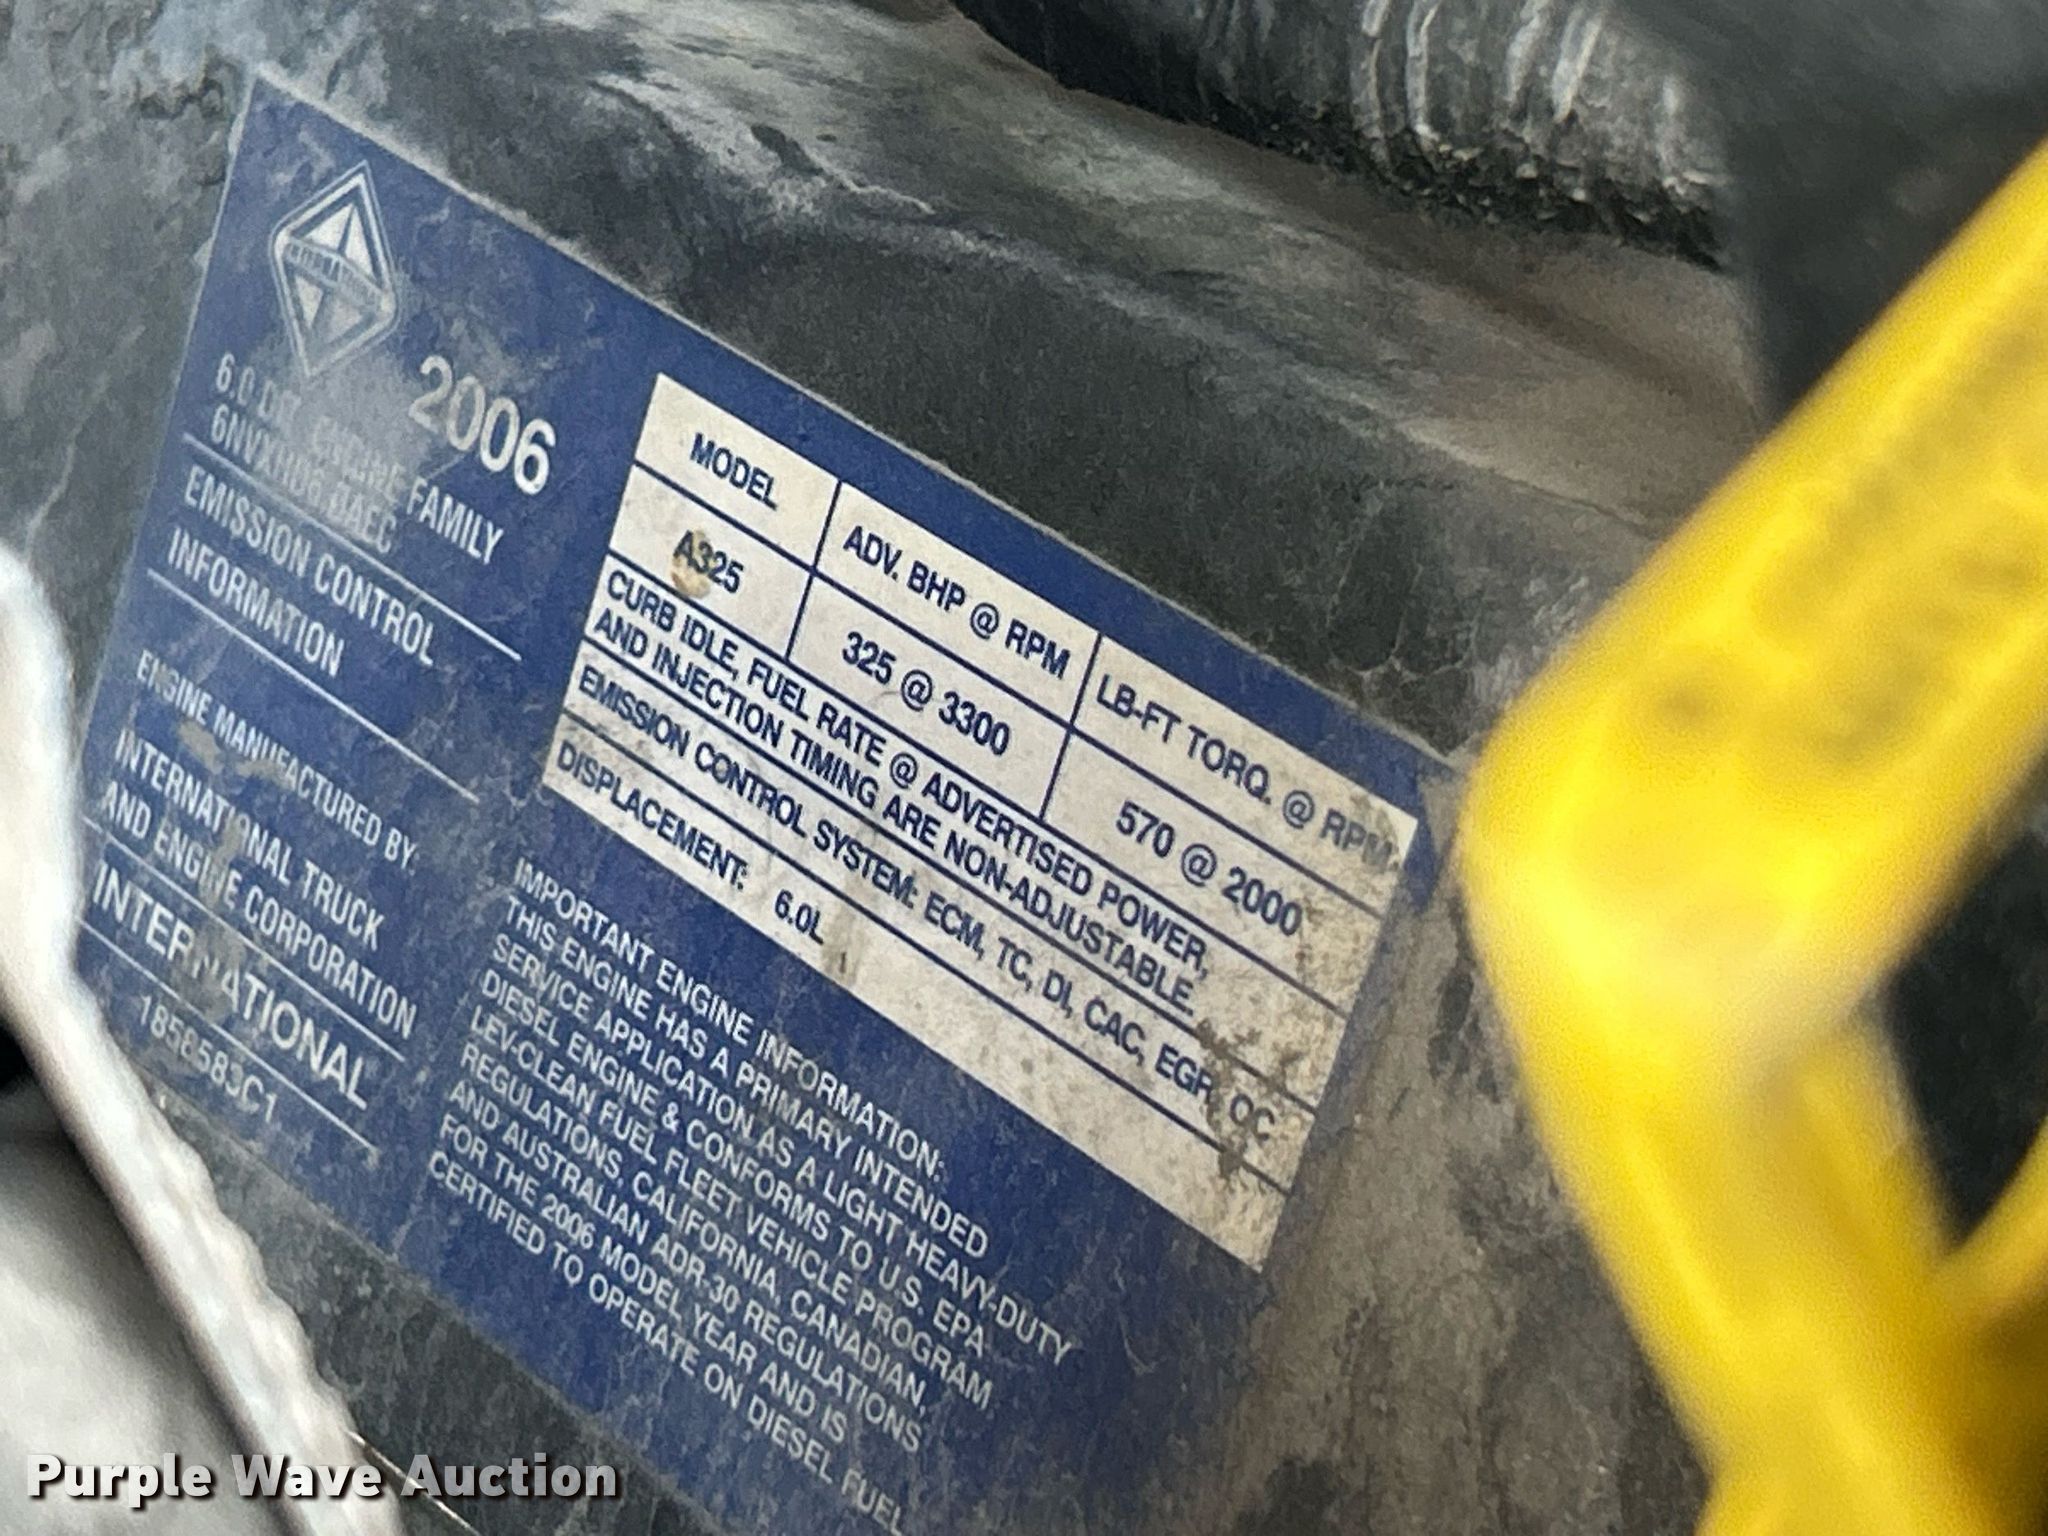 2006
ENGINE FAMILY
EMISSION CONTROL
INFORMATION
ENGINE MANUFACTURED BY:
INTERNATIONAL TRUCK
AND ENGINE CORPORATION
INTERNATIONAL
1858583C1
MODEL ADV. BHP @ RPM LB-FT TORQ. @ RPM
A325 325 @ 3300 570 @ 2000
CURB IDLE, FUEL RATE @ ADVERTISED POWER,
AND INJECTION TIMING ARE NON-ADJUSTABLE.
EMISSION CONTROL SYSTEM: ECM, TC, DI, CAC, EGR, OC
DISPLACEMENT: 6.0L
IMPORTANT ENGINE INFORMATION:
THIS ENGINE HAS A PRIMARY INTENDED
SERVICE APPLICATION AS A LIGHT HEAVY-DUTY
DIESEL ENGINE & CONFORMS TO U.S. EPA
LEV-CLEAN FUEL FLEET VEHICLE PROGRAM
REGULATIONS, CALIFORNIA, CANADIAN,
AND AUSTRALIAN ADR-30 REGULATIONS
FOR THE 2006 MODEL YEAR AND IS
CERTIFIED TO OPERATE ON DIESEL FUEL
Purple Wave Auction